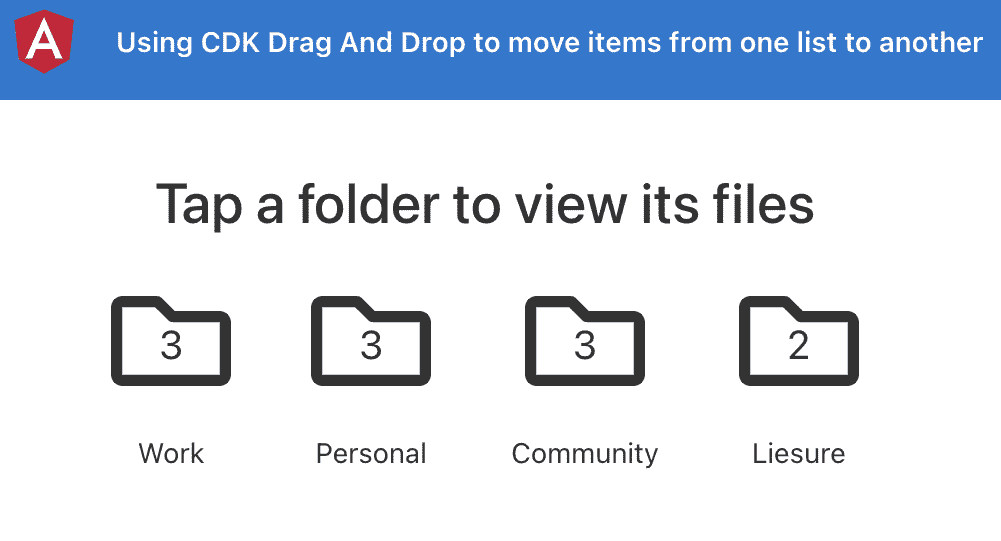 A
Using CDK Drag And Drop to move items from one list to another
Tap a folder to view its files
3 3 3 2
Work Personal Community Liesure